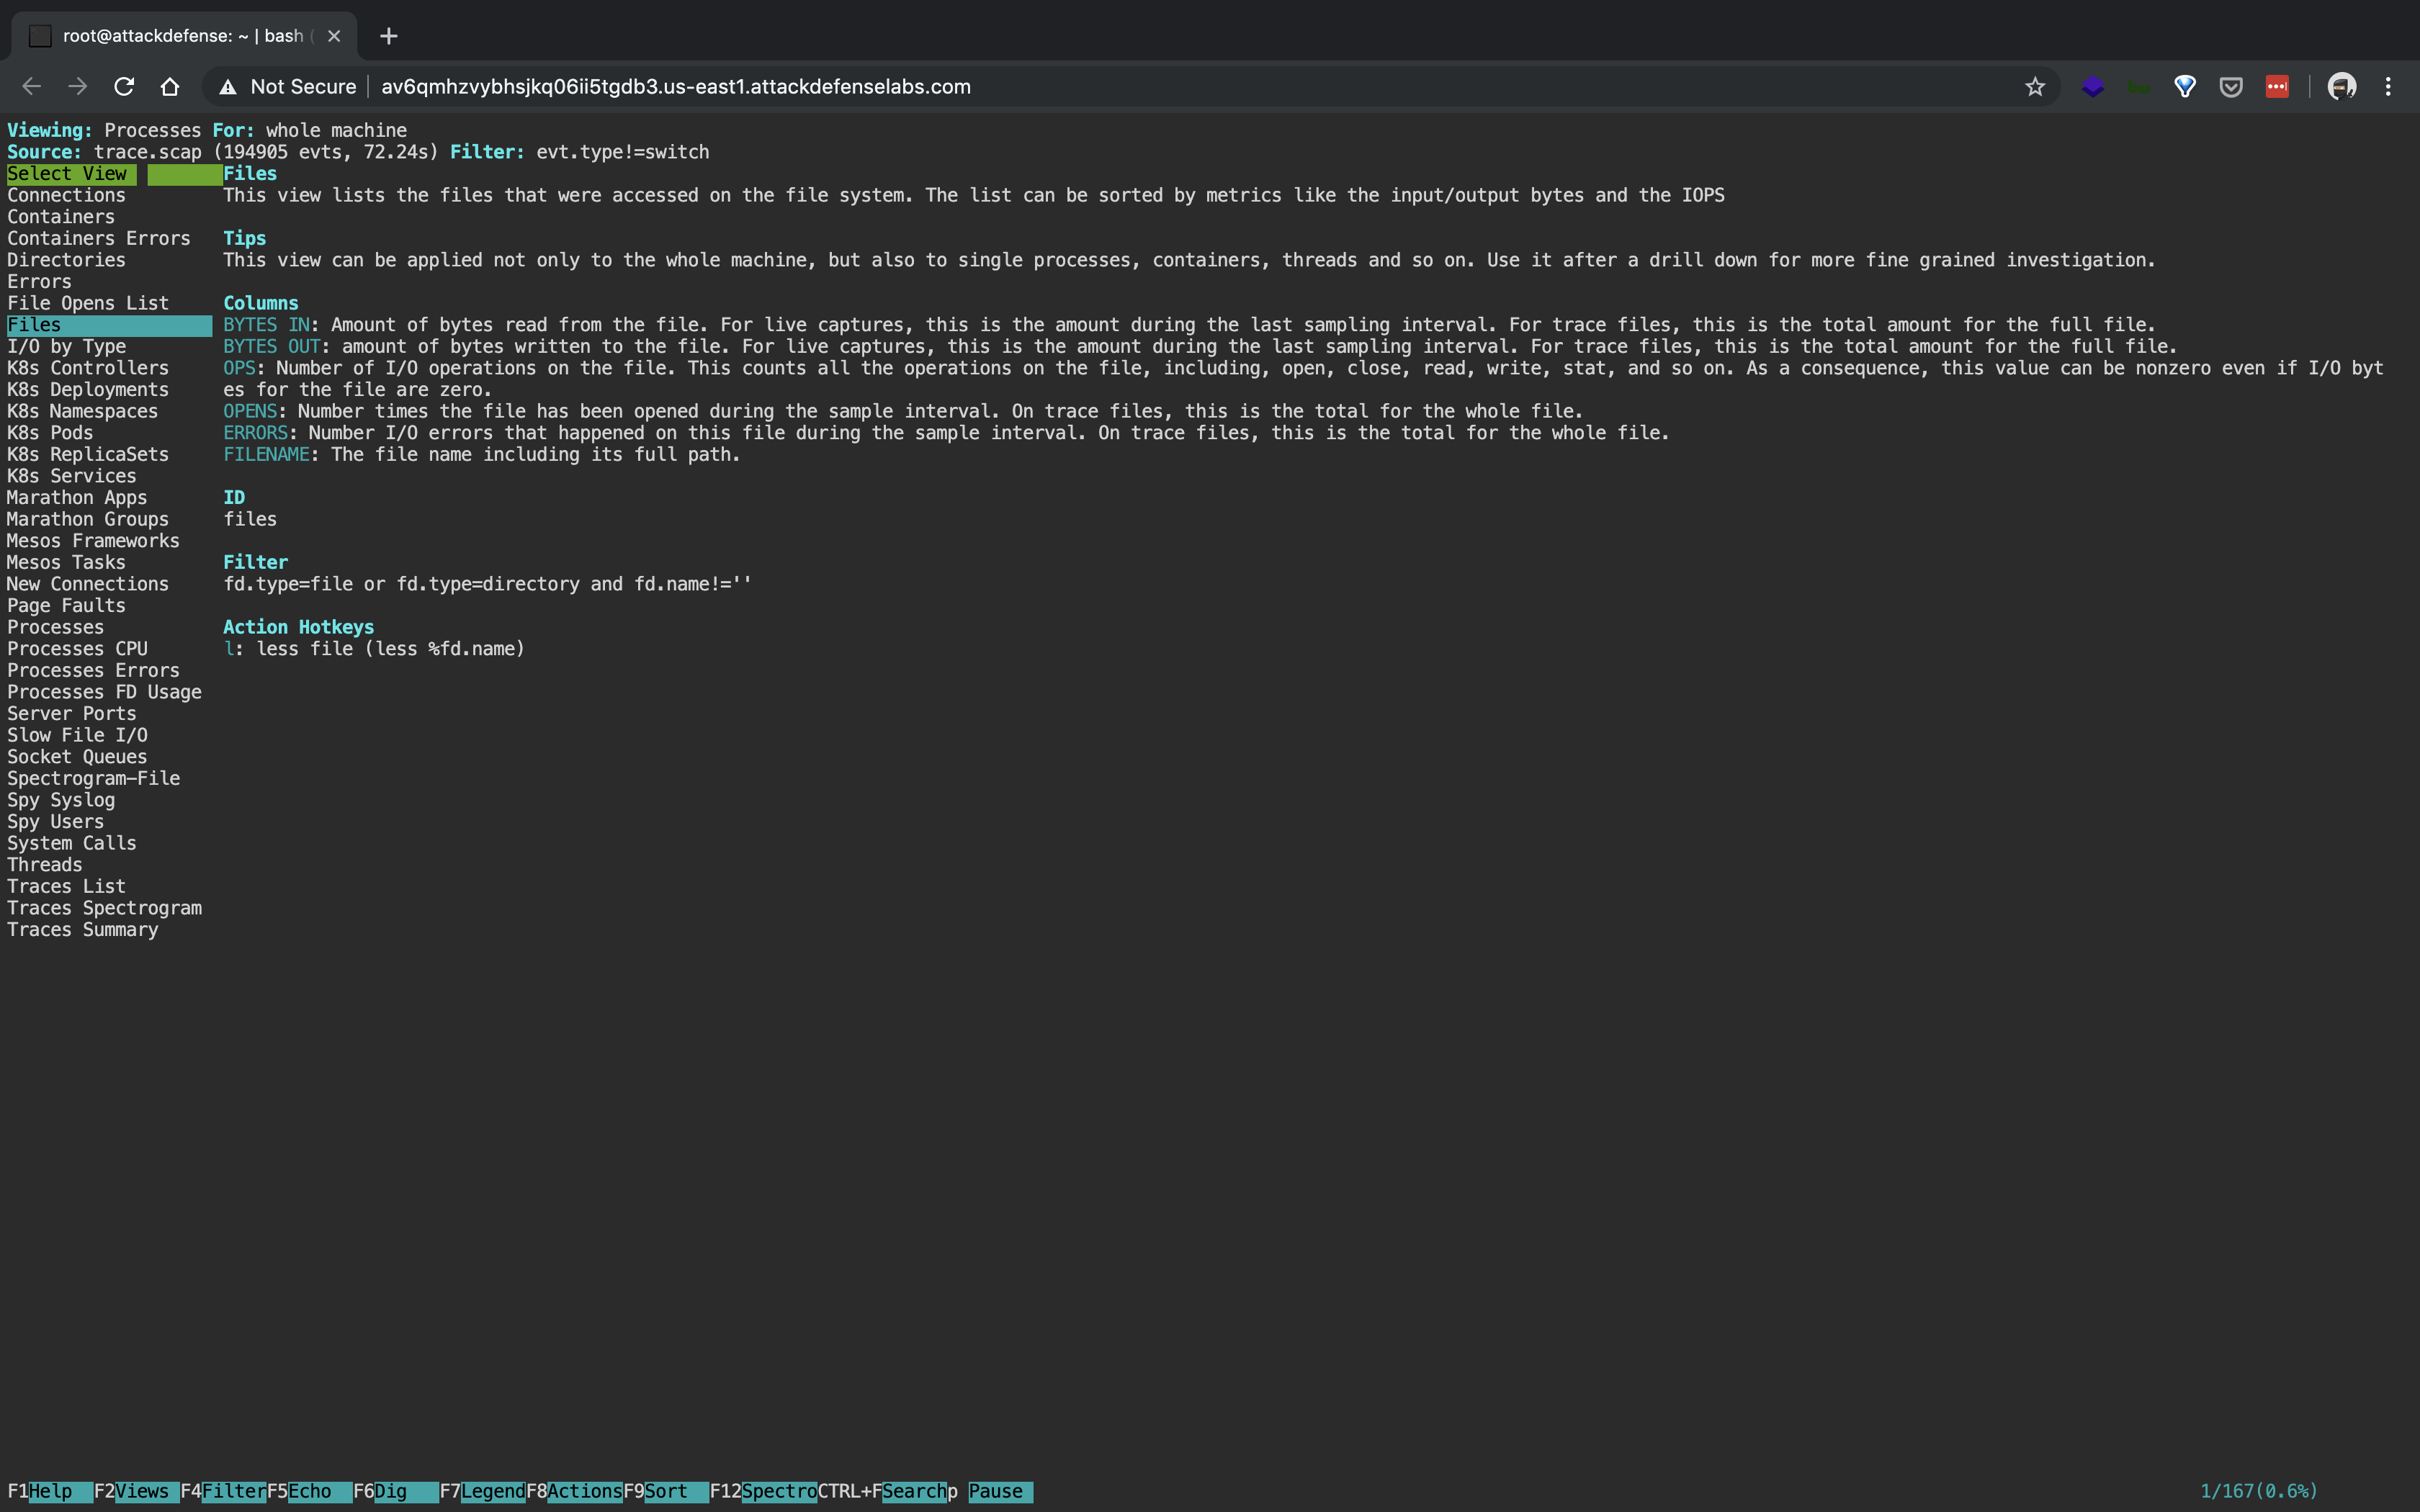 root@attackdefense: ~ | bash (
Not Secure | av6qmhzvybhsjkq06ii5tgdb3.us-east1.attackdefenselabs.com
Viewing: Processes For: whole machine
Source: trace.scap (194905 evts, 72.24s) Filter: evt.type!=switch
Select View
Connections
Containers
Containers Errors
Directories
Errors
File Opens List
Files
I/O by Type
K8s Controllers
K8s Deployments
K8s Namespaces
K8s Pods
K8s ReplicaSets
K8s Services
Marathon Apps
Marathon Groups
Mesos Frameworks
Mesos Tasks
New Connections
Page Faults
Processes
Processes CPU
Processes Errors
Processes FD Usage
Server Ports
Slow File I/O
Socket Queues
Spectrogram-File
Spy Syslog
Spy Users
System Calls
Threads
Traces List
Traces Spectrogram
Traces Summary
Files
This view lists the files that were accessed on the file system. The list can be sorted by metrics like the input/output bytes and the IOPS
Tips
This view can be applied not only to the whole machine, but also to single processes, containers, threads and so on. Use it after a drill down for more fine grained investigation.
Columns
BYTES IN: Amount of bytes read from the file. For live captures, this is the amount during the last sampling interval. For trace files, this is the total amount for the full file.
BYTES OUT: amount of bytes written to the file. For live captures, this is the amount during the last sampling interval. For trace files, this is the total amount for the full file.
OPS: Number of I/O operations on the file. This counts all the operations on the file, including, open, close, read, write, stat, and so on. As a consequence, this value can be nonzero even if I/O byt
es for the file are zero.
OPENS: Number times the file has been opened during the sample interval. On trace files, this is the total for the whole file.
ERRORS: Number I/O errors that happened on this file during the sample interval. On trace files, this is the total for the whole file.
FILENAME: The file name including its full path.
ID
files
Filter
fd.type=file or fd.type=directory and fd.name!=''
Action Hotkeys
l: less file (less %fd.name)
F1Help F2Views F4FilterF5Echo F6Dig F7LegendF8ActionsF9Sort F12SpectroCTRL+FSearchp Pause 1/167(0.6%)